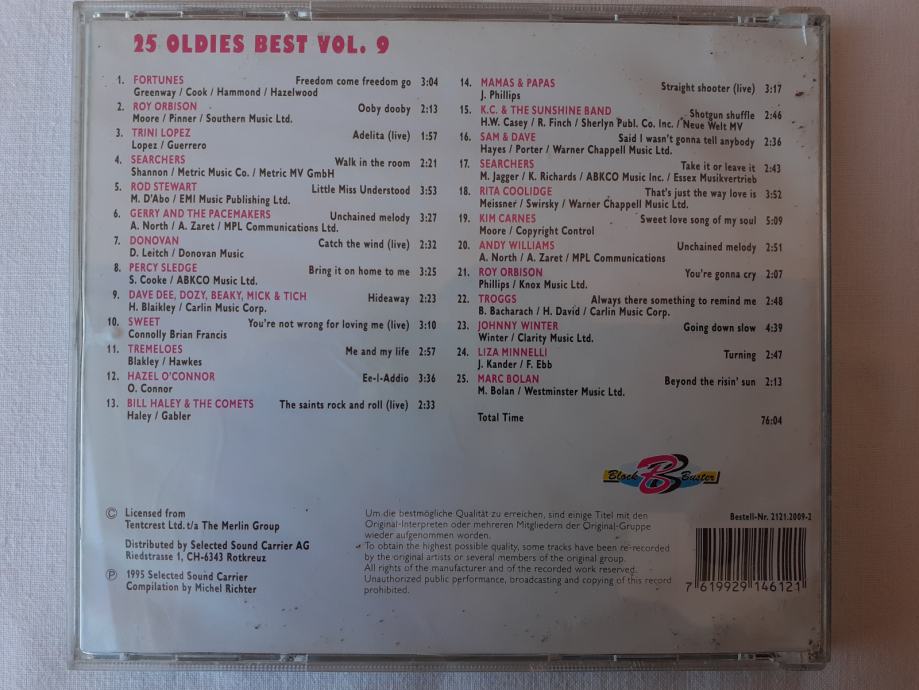 25 OLDIES BEST VOL. 9
1. FORTUNES Freedom come freedom go 3:04
Greenway / Cook / Hammond / Hazelwood
2. ROY ORBISON Ooby dooby 2:13
Moore / Pinner / Southern Music Ltd.
3. TRINI LOPEZ Adelita (live) 1:57
Lopez / Guerrero
4. SEARCHERS Walk in the room 2:21
Shannon / Metric Music Co. / Metric MV GmbH
5. ROD STEWART Little Miss Understood 3:53
M. D'Abo / EMI Music Publishing Ltd.
6. GERRY AND THE PACEMAKERS Unchained melody 3:27
A. North / A. Zaret / MPL Communications Ltd.
7. DONOVAN Catch the wind (live) 2:32
D. Leitch / Donovan Music
8. PERCY SLEDGE Bring it on home to me 3:25
S. Cooke / ABKCO Music Ltd.
9. DAVE DEE, DOZY, BEAKY, MICK & TICH Hideaway 2:23
H. Blaikley / Carlin Music Corp.
10. SWEET You're not wrong for loving me (live) 3:10
Connolly Brian Francis
11. TREMELOES Me and my life 2:57
Blakley / Hawkes
12. HAZEL O'CONNOR Ee-I-Addio 3:36
O. Connor
13. BILL HALEY & THE COMETS The saints rock and roll (live) 2:33
Haley / Gabler
14. MAMAS & PAPAS Straight shooter (live) 3:17
J. Phillips
15. K.C. & THE SUNSHINE BAND Shotgun shuffle 2:46
H.W. Casey / R. Finch / Sherlyn Publ. Co. Inc. / Neue Welt MV
16. SAM & DAVE Said I wasn't gonna tell anybody 2:36
Hayes / Porter / Warner Chappell Music Ltd.
17. SEARCHERS Take it or leave it 2:43
M. Jagger / K. Richards / ABKCO Music Inc. / Essex Musikvertrieb
18. RITA COOLIDGE That's just the way love is 3:52
Meissner / Swirsky / Warner Chappell Music Ltd.
19. KIM CARNES Sweet love song of my soul 5:09
Moore / Copyright Control
20. ANDY WILLIAMS Unchained melody 2:51
A. North / A. Zaret / MPL Communications
21. ROY ORBISON You're gonna cry 2:07
Phillips / Knox Music Ltd.
22. TROGGS Always there something to remind me 2:48
B. Bacharach / H. David / Carlin Music Corp.
23. JOHNNY WINTER Going down slow 4:39
Winter / Clarity Music Ltd.
24. LIZA MINNELLI Turning 2:47
J. Kander / F. Ebb
25. MARC BOLAN Beyond the risin' sun 2:13
M. Bolan / Westminster Music Ltd.
Total Time 76:04
Block B Buster
© Licensed from
Tentcrest Ltd. t/a The Merlin Group
Distributed by Selected Sound Carrier AG
Riedstrasse 1, CH-6343 Rotkreuz
℗ 1995 Selected Sound Carrier
Compilation by Michel Richter
Um die bestmögliche Qualität zu erreichen, sind einige Titel mit den
Original-Interpreten oder mehreren Mitgliedern der Original-Gruppe
wieder aufgenommen worden.
To obtain the highest possible quality, some tracks have been re-recorded
by the original artists or several members of the original group.
All rights of the manufacturer and of the recorded work reserved.
Unauthorized public performance, broadcasting and copying of this record
prohibited.
Bestell-Nr. 2121.2009-2
7 619929 146121